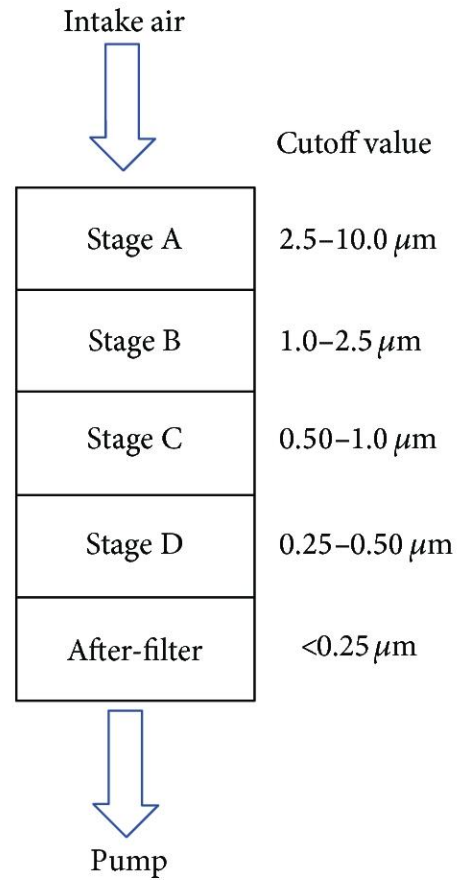 Intake air
Cutoff value
Stage A 2.5–10.0 μm
Stage B 1.0–2.5 μm
Stage C 0.50–1.0 μm
Stage D 0.25–0.50 μm
After-filter <0.25 μm
Pump